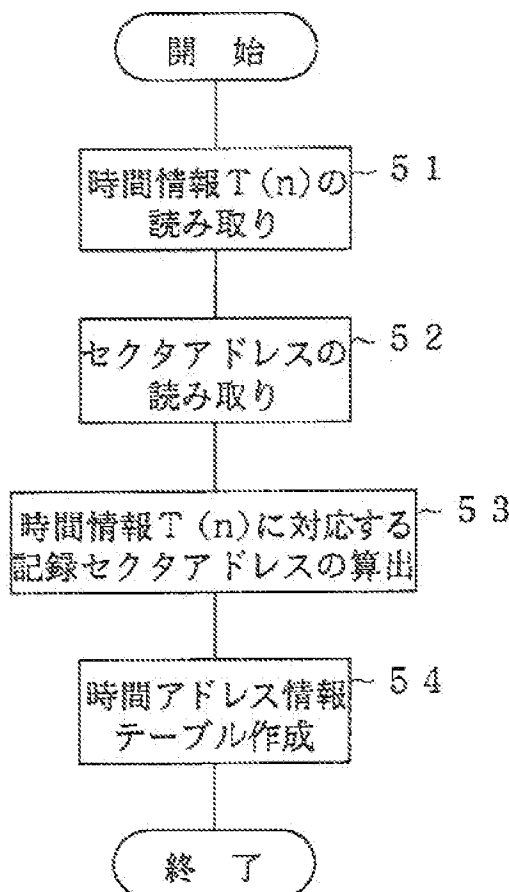 開 始
時間情報T(n)の
読み取り
51
セクタアドレスの
読み取り
52
時間情報T(n)に対応する
記録セクタアドレスの算出
53
時間アドレス情報
テーブル作成
54
終 了